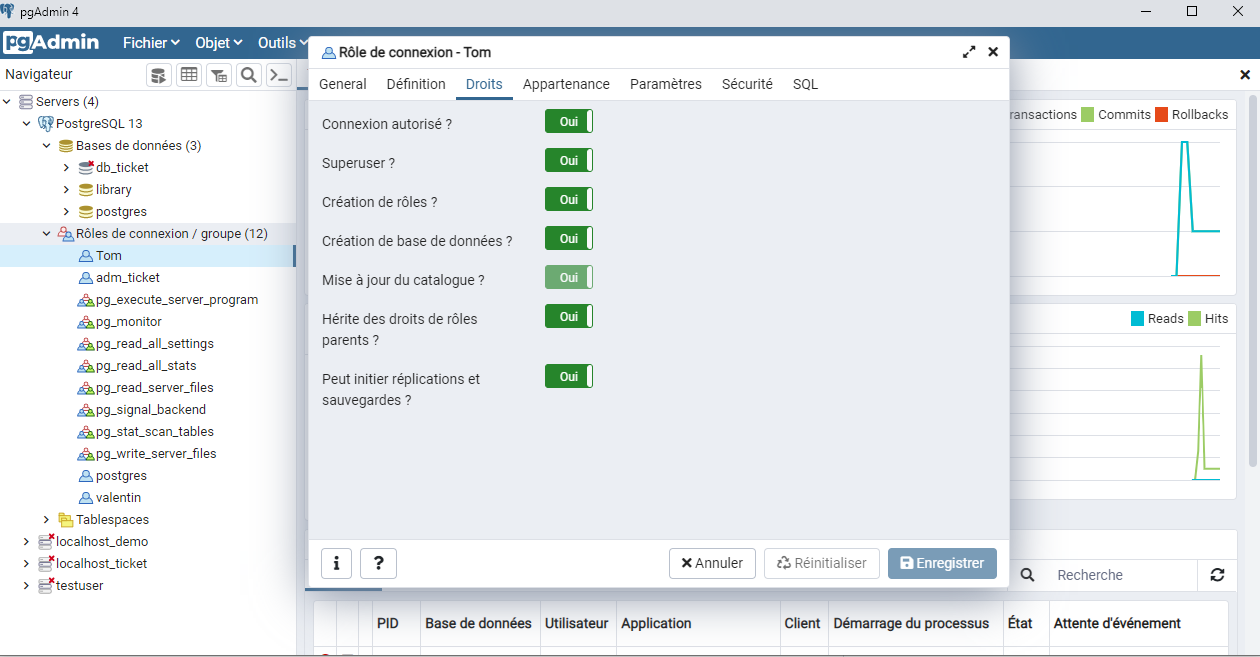 pgAdmin 4
pgAdmin Fichier Objet Outils
Navigateur
Servers (4)
PostgreSQL 13
Bases de données (3)
db_ticket
library
postgres
Rôles de connexion / groupe (12)
Tom
adm_ticket
pg_execute_server_program
pg_monitor
pg_read_all_settings
pg_read_all_stats
pg_read_server_files
pg_signal_backend
pg_stat_scan_tables
pg_write_server_files
postgres
valentin
Tablespaces
localhost_demo
localhost_ticket
testuser
Rôle de connexion - Tom
General Définition Droits Appartenance Paramètres Sécurité SQL
Connexion autorisé ? Oui
Superuser ? Oui
Création de rôles ? Oui
Création de base de données ? Oui
Mise à jour du catalogue ? Oui
Hérite des droits de rôles Oui
parents ?
Peut initier réplications et Oui
sauvegardes ?
i ? Annuler Réinitialiser Enregistrer
ransactions Commits Rollbacks
Reads Hits
Recherche
PID Base de données Utilisateur Application Client Démarrage du processus État Attente d'événement